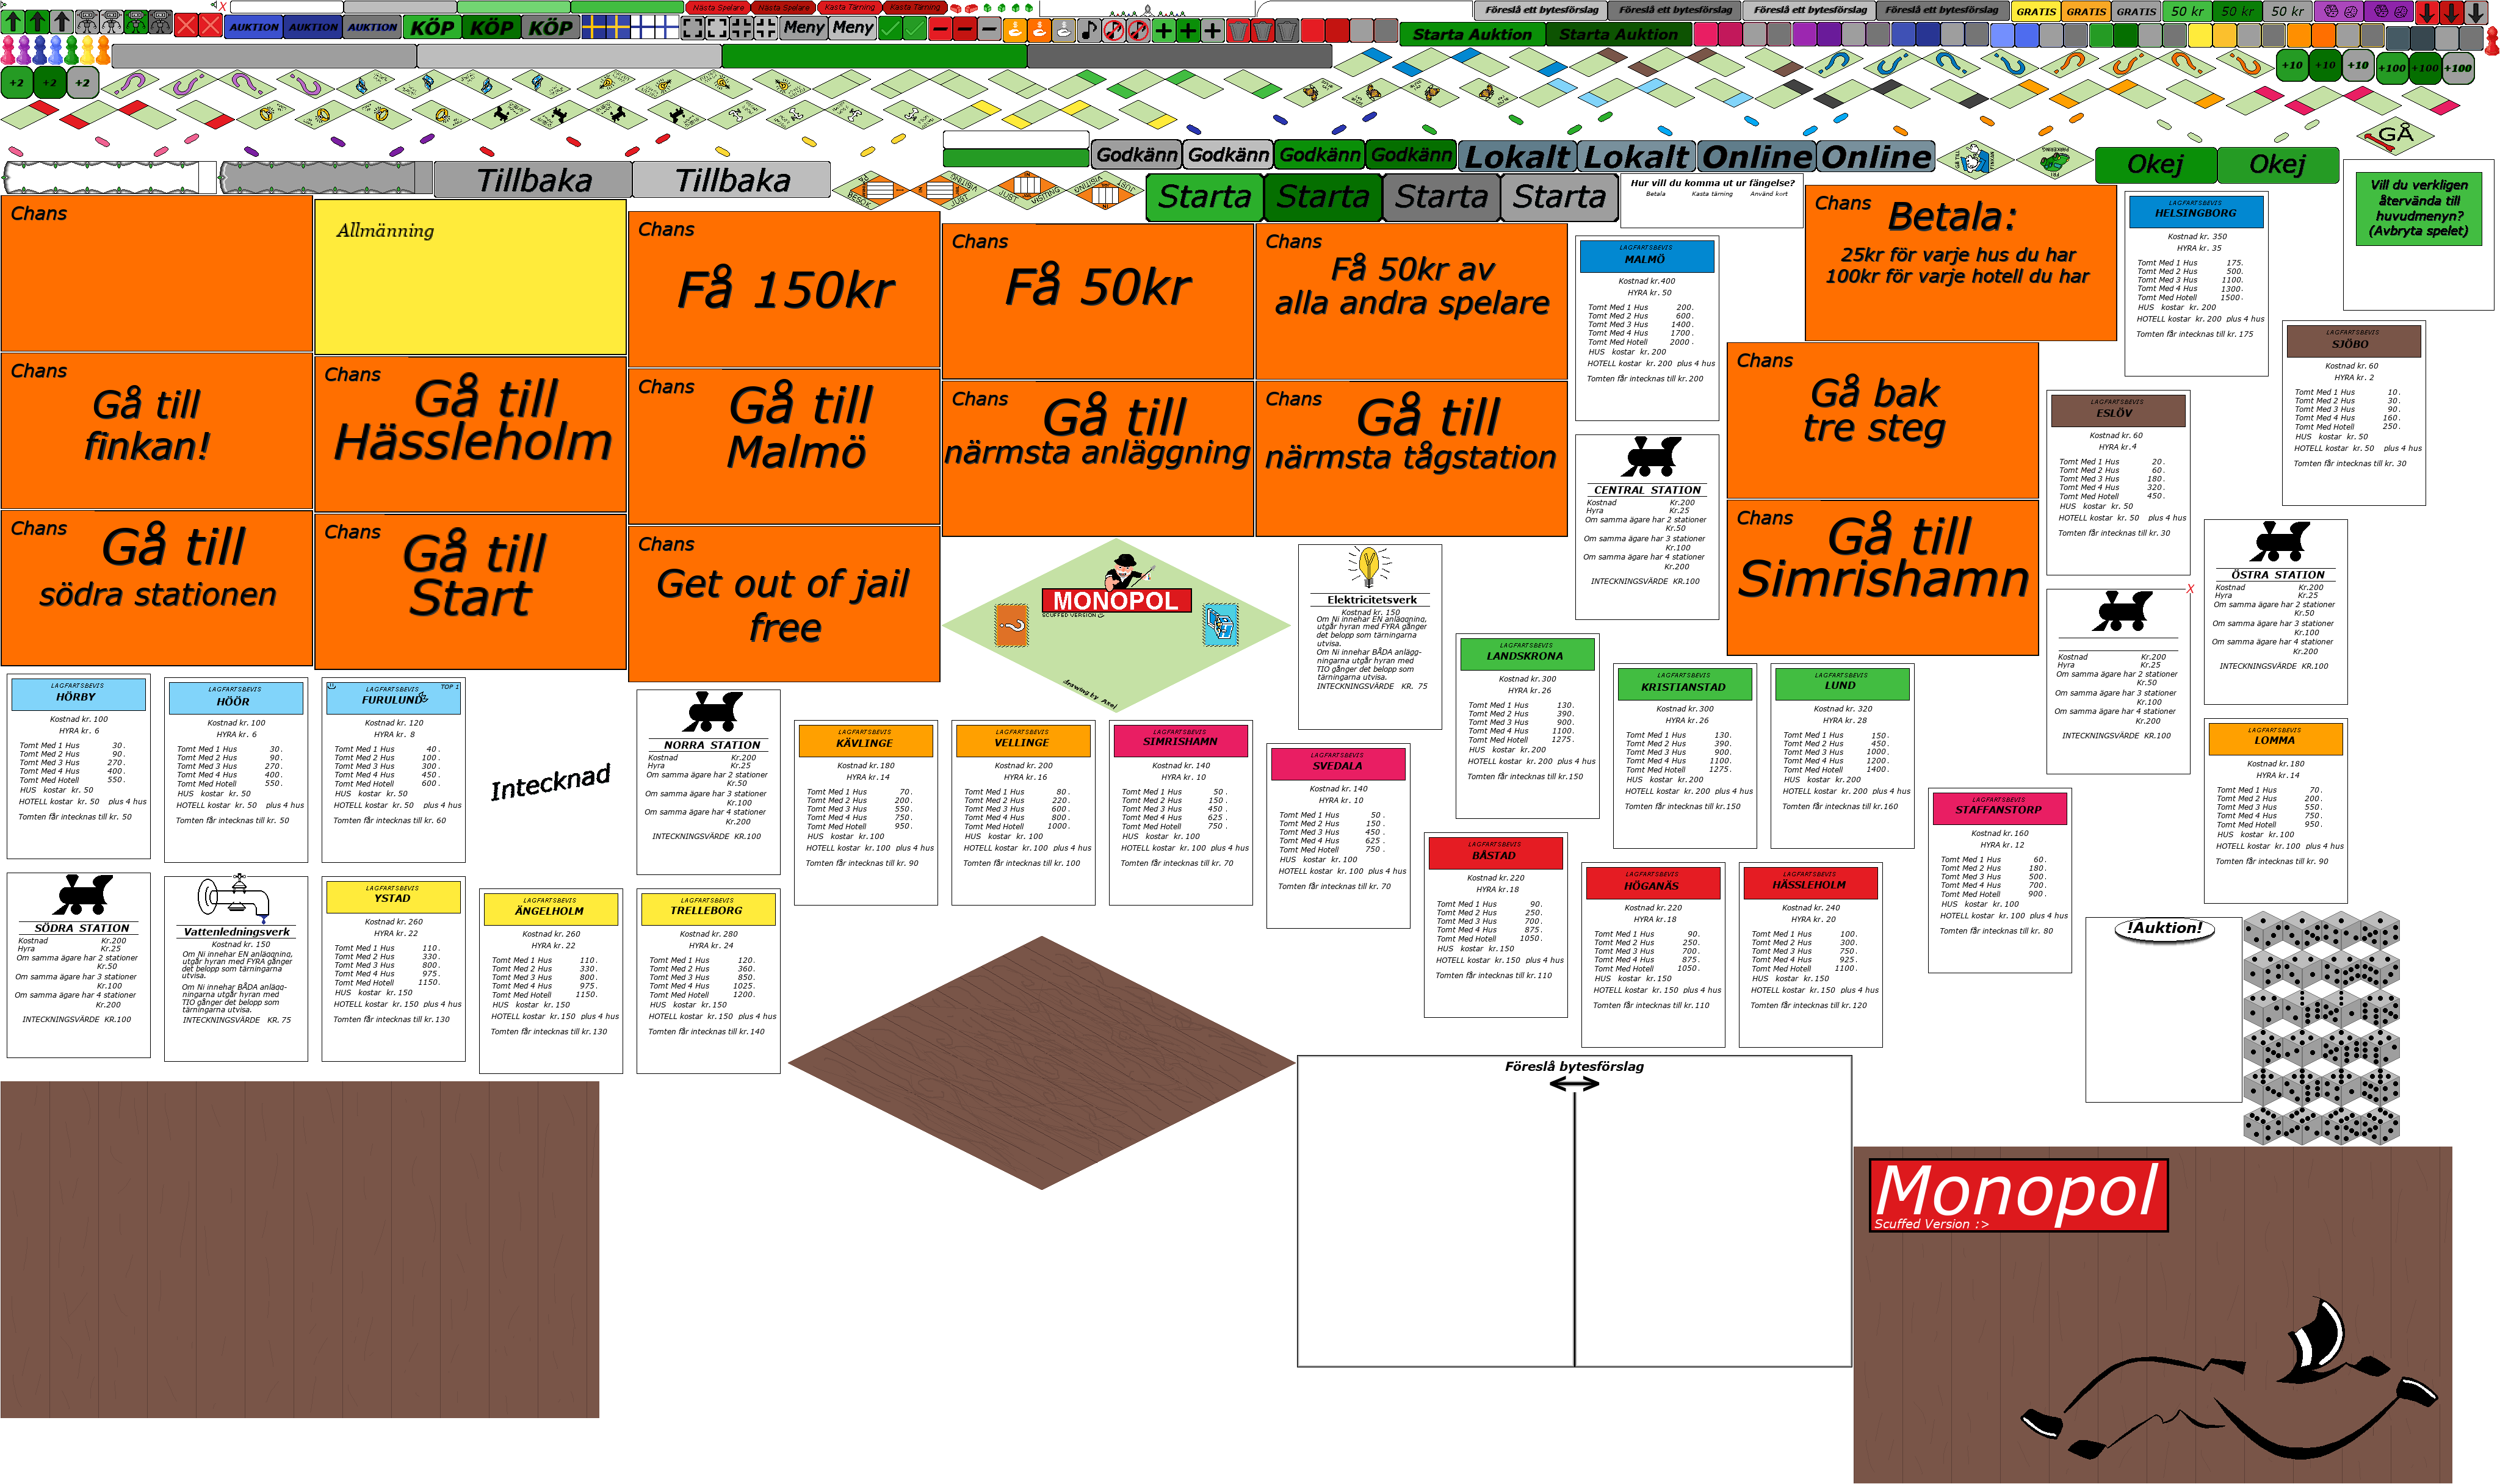 Nästa Spelare
Nästa Spelare
Kasta Tärning
Kasta Tärning
Föreslå ett bytesförslag
Föreslå ett bytesförslag
Föreslå ett bytesförslag
Föreslå ett bytesförslag
GRATIS
GRATIS
GRATIS
50 kr
50 kr
50 kr
AUKTION
AUKTION
AUKTION
KÖP
KÖP
KÖP
Meny
Meny
Starta Auktion
Starta Auktion
+2
+2
+2
+10
+10
+10
+100
+100
+100
GÅ
Godkänn
Godkänn
Godkänn
Godkänn
Lokalt
Lokalt
Online
Online
Okej
Okej
Tillbaka
Tillbaka
Starta
Starta
Starta
Starta
Hur vill du komma ut ur fängelse?
Betala Kasta tärning Använd kort
Vill du verkligen
återvända till
huvudmenyn?
(Avbryta spelet)
Chans
Allmänning
Chans
Få 150kr
Chans
Få 50kr
Chans
Få 50kr av
alla andra spelare
LAGFARTSBEVIS
MALMÖ
Kostnad kr.400
HYRA kr. 50
Tomt Med 1 Hus 200.
Tomt Med 2 Hus 600.
Tomt Med 3 Hus 1400.
Tomt Med 4 Hus 1700.
Tomt Med Hotell 2000.
HUS kostar kr.200
HOTELL kostar kr.200 plus 4 hus
Tomten får intecknas till kr.200
Chans
Betala:
25kr för varje hus du har
100kr för varje hotell du har
LAGFARTSBEVIS
HELSINGBORG
Kostnad kr. 350
HYRA kr. 35
Tomt Med 1 Hus 175.
Tomt Med 2 Hus 500.
Tomt Med 3 Hus 1100.
Tomt Med 4 Hus 1300.
Tomt Med Hotell 1500.
HUS kostar kr. 200
HOTELL kostar kr.200 plus 4 hus
Tomten får intecknas till kr.175
LAGFARTSBEVIS
SJÖBO
Kostnad kr. 60
HYRA kr. 2
Tomt Med 1 Hus 10.
Tomt Med 2 Hus 30.
Tomt Med 3 Hus 90.
Tomt Med 4 Hus 160.
Tomt Med Hotell 250.
HUS kostar kr. 50
HOTELL kostar kr. 50 plus 4 hus
Tomten får intecknas till kr. 30
Chans
Gå till
finkan!
Chans
Gå till
Hässleholm
Chans
Gå till
Malmö
Chans
Gå till
närmsta anläggning
Chans
Gå till
närmsta tågstation
Chans
Gå bak
tre steg
LAGFARTSBEVIS
ESLÖV
Kostnad kr. 60
HYRA kr.4
Tomt Med 1 Hus 20.
Tomt Med 2 Hus 60.
Tomt Med 3 Hus 180.
Tomt Med 4 Hus 320.
Tomt Med Hotell 450.
HUS kostar kr. 50
HOTELL kostar kr. 50 plus 4 hus
Tomten får intecknas till kr. 30
CENTRAL STATION
Kostnad Kr.200
Hyra Kr.25
Om samma ägare har 2 stationer
Kr.50
Om samma ägare har 3 stationer
Kr.100
Om samma ägare har 4 stationer
Kr.200
INTECKNINGSVÄRDE KR.100
Chans
Gå till
södra stationen
Chans
Gå till
Start
Chans
Get out of jail
free
MONOPOL
SCUFFED VERSION
drawing by Axel
Elektricitetsverk
Kostnad kr. 150
Om Ni innehar EN anläggning,
utgår hyran med FYRA gånger
det belopp som tärningarna
utvisa.
Om Ni innehar BÅDA anlägg-
ningarna utgår hyran med
TIO gånger det belopp som
tärningarna utvisa.
INTECKNINGSVÄRDE KR. 75
Chans
Gå till
Simrishamn
ÖSTRA STATION
Kostnad Kr.200
Hyra Kr.25
Om samma ägare har 2 stationer
Kr.50
Om samma ägare har 3 stationer
Kr.100
Om samma ägare har 4 stationer
Kr.200
INTECKNINGSVÄRDE KR.100
X
Kostnad Kr.200
Hyra Kr.25
Om samma ägare har 2 stationer
Kr.50
Om samma ägare har 3 stationer
Kr.100
Om samma ägare har 4 stationer
Kr.200
INTECKNINGSVÄRDE KR.100
LAGFARTSBEVIS
LANDSKRONA
Kostnad kr.300
HYRA kr.26
Tomt Med 1 Hus 130.
Tomt Med 2 Hus 390.
Tomt Med 3 Hus 900.
Tomt Med 4 Hus 1100.
Tomt Med Hotell 1275.
HUS kostar kr.200
HOTELL kostar kr.200 plus 4 hus
Tomten får intecknas till kr.150
LAGFARTSBEVIS
KRISTIANSTAD
Kostnad kr.300
HYRA kr.26
Tomt Med 1 Hus 130.
Tomt Med 2 Hus 390.
Tomt Med 3 Hus 900.
Tomt Med 4 Hus 1100.
Tomt Med Hotell 1275.
HUS kostar kr.200
HOTELL kostar kr.200 plus 4 hus
Tomten får intecknas till kr.150
LAGFARTSBEVIS
LUND
Kostnad kr. 320
HYRA kr. 28
Tomt Med 1 Hus 150.
Tomt Med 2 Hus 450.
Tomt Med 3 Hus 1000.
Tomt Med 4 Hus 1200.
Tomt Med Hotell 1400.
HUS kostar kr.200
HOTELL kostar kr.200 plus 4 hus
Tomten får intecknas till kr.160
LAGFARTSBEVIS
HÖRBY
Kostnad kr. 100
HYRA kr. 6
Tomt Med 1 Hus 30.
Tomt Med 2 Hus 90.
Tomt Med 3 Hus 270.
Tomt Med 4 Hus 400.
Tomt Med Hotell 550.
HUS kostar kr. 50
HOTELL kostar kr. 50 plus 4 hus
Tomten får intecknas till kr. 50
LAGFARTSBEVIS
HÖÖR
Kostnad kr. 100
HYRA kr. 6
Tomt Med 1 Hus 30.
Tomt Med 2 Hus 90.
Tomt Med 3 Hus 270.
Tomt Med 4 Hus 400.
Tomt Med Hotell 550.
HUS kostar kr. 50
HOTELL kostar kr. 50 plus 4 hus
Tomten får intecknas till kr. 50
LAGFARTSBEVIS TOP 1
FURULUND
Kostnad kr. 120
HYRA kr. 8
Tomt Med 1 Hus 40.
Tomt Med 2 Hus 100.
Tomt Med 3 Hus 300.
Tomt Med 4 Hus 450.
Tomt Med Hotell 600.
HUS kostar kr. 50
HOTELL kostar kr. 50 plus 4 hus
Tomten får intecknas till kr. 60
Intecknad
NORRA STATION
Kostnad Kr.200
Hyra Kr.25
Om samma ägare har 2 stationer
Kr.50
Om samma ägare har 3 stationer
Kr.100
Om samma ägare har 4 stationer
Kr.200
INTECKNINGSVÄRDE KR.100
LAGFARTSBEVIS
KÄVLINGE
Kostnad kr.180
HYRA kr.14
Tomt Med 1 Hus 70.
Tomt Med 2 Hus 200.
Tomt Med 3 Hus 550.
Tomt Med 4 Hus 750.
Tomt Med Hotell 950.
HUS kostar kr.100
HOTELL kostar kr.100 plus 4 hus
Tomten får intecknas till kr. 90
LAGFARTSBEVIS
VELLINGE
Kostnad kr. 200
HYRA kr.16
Tomt Med 1 Hus 80.
Tomt Med 2 Hus 220.
Tomt Med 3 Hus 600.
Tomt Med 4 Hus 800.
Tomt Med Hotell 1000.
HUS kostar kr. 100
HOTELL kostar kr.100 plus 4 hus
Tomten får intecknas till kr.100
LAGFARTSBEVIS
SIMRISHAMN
Kostnad kr. 140
HYRA kr. 10
Tomt Med 1 Hus 50.
Tomt Med 2 Hus 150.
Tomt Med 3 Hus 450.
Tomt Med 4 Hus 625.
Tomt Med Hotell 750.
HUS kostar kr. 100
HOTELL kostar kr.100 plus 4 hus
Tomten får intecknas till kr. 70
LAGFARTSBEVIS
SVEDALA
Kostnad kr. 140
HYRA kr. 10
Tomt Med 1 Hus 50.
Tomt Med 2 Hus 150.
Tomt Med 3 Hus 450.
Tomt Med 4 Hus 625.
Tomt Med Hotell 750.
HUS kostar kr.100
HOTELL kostar kr.100 plus 4 hus
Tomten får intecknas till kr. 70
LAGFARTSBEVIS
LOMMA
Kostnad kr.180
HYRA kr.14
Tomt Med 1 Hus 70.
Tomt Med 2 Hus 200.
Tomt Med 3 Hus 550.
Tomt Med 4 Hus 750.
Tomt Med Hotell 950.
HUS kostar kr.100
HOTELL kostar kr.100 plus 4 hus
Tomten får intecknas till kr. 90
LAGFARTSBEVIS
STAFFANSTORP
Kostnad kr.160
HYRA kr.12
Tomt Med 1 Hus 60.
Tomt Med 2 Hus 180.
Tomt Med 3 Hus 500.
Tomt Med 4 Hus 700.
Tomt Med Hotell 900.
HUS kostar kr.100
HOTELL kostar kr.100 plus 4 hus
Tomten får intecknas till kr. 80
LAGFARTSBEVIS
BÅSTAD
Kostnad kr.220
HYRA kr.18
Tomt Med 1 Hus 90.
Tomt Med 2 Hus 250.
Tomt Med 3 Hus 700.
Tomt Med 4 Hus 875.
Tomt Med Hotell 1050.
HUS kostar kr.150
HOTELL kostar kr.150 plus 4 hus
Tomten får intecknas till kr.110
LAGFARTSBEVIS
HÖGANÄS
Kostnad kr.220
HYRA kr.18
Tomt Med 1 Hus 90.
Tomt Med 2 Hus 250.
Tomt Med 3 Hus 700.
Tomt Med 4 Hus 875.
Tomt Med Hotell 1050.
HUS kostar kr.150
HOTELL kostar kr.150 plus 4 hus
Tomten får intecknas till kr.110
LAGFARTSBEVIS
HÄSSLEHOLM
Kostnad kr. 240
HYRA kr. 20
Tomt Med 1 Hus 100.
Tomt Med 2 Hus 300.
Tomt Med 3 Hus 750.
Tomt Med 4 Hus 925.
Tomt Med Hotell 1100.
HUS kostar kr.150
HOTELL kostar kr.150 plus 4 hus
Tomten får intecknas till kr.120
SÖDRA STATION
Kostnad Kr.200
Hyra Kr.25
Om samma ägare har 2 stationer
Kr.50
Om samma ägare har 3 stationer
Kr.100
Om samma ägare har 4 stationer
Kr.200
INTECKNINGSVÄRDE KR.100
Vattenledningsverk
Kostnad kr. 150
Om Ni innehar EN anläggning,
utgår hyran med FYRA gånger
det belopp som tärningarna
utvisa.
Om Ni innehar BÅDA anlägg-
ningarna utgår hyran med
TIO gånger det belopp som
tärningarna utvisa.
INTECKNINGSVÄRDE KR. 75
LAGFARTSBEVIS
YSTAD
Kostnad kr. 260
HYRA kr. 22
Tomt Med 1 Hus 110.
Tomt Med 2 Hus 330.
Tomt Med 3 Hus 800.
Tomt Med 4 Hus 975.
Tomt Med Hotell 1150.
HUS kostar kr.150
HOTELL kostar kr.150 plus 4 hus
Tomten får intecknas till kr.130
LAGFARTSBEVIS
ÄNGELHOLM
Kostnad kr. 260
HYRA kr. 22
Tomt Med 1 Hus 110.
Tomt Med 2 Hus 330.
Tomt Med 3 Hus 800.
Tomt Med 4 Hus 975.
Tomt Med Hotell 1150.
HUS kostar kr.150
HOTELL kostar kr.150 plus 4 hus
Tomten får intecknas till kr.130
LAGFARTSBEVIS
TRELLEBORG
Kostnad kr. 280
HYRA kr. 24
Tomt Med 1 Hus 120.
Tomt Med 2 Hus 360.
Tomt Med 3 Hus 850.
Tomt Med 4 Hus 1025.
Tomt Med Hotell 1200.
HUS kostar kr.150
HOTELL kostar kr.150 plus 4 hus
Tomten får intecknas till kr.140
!Auktion!
Föreslå bytesförslag
Monopol
Scuffed Version :>